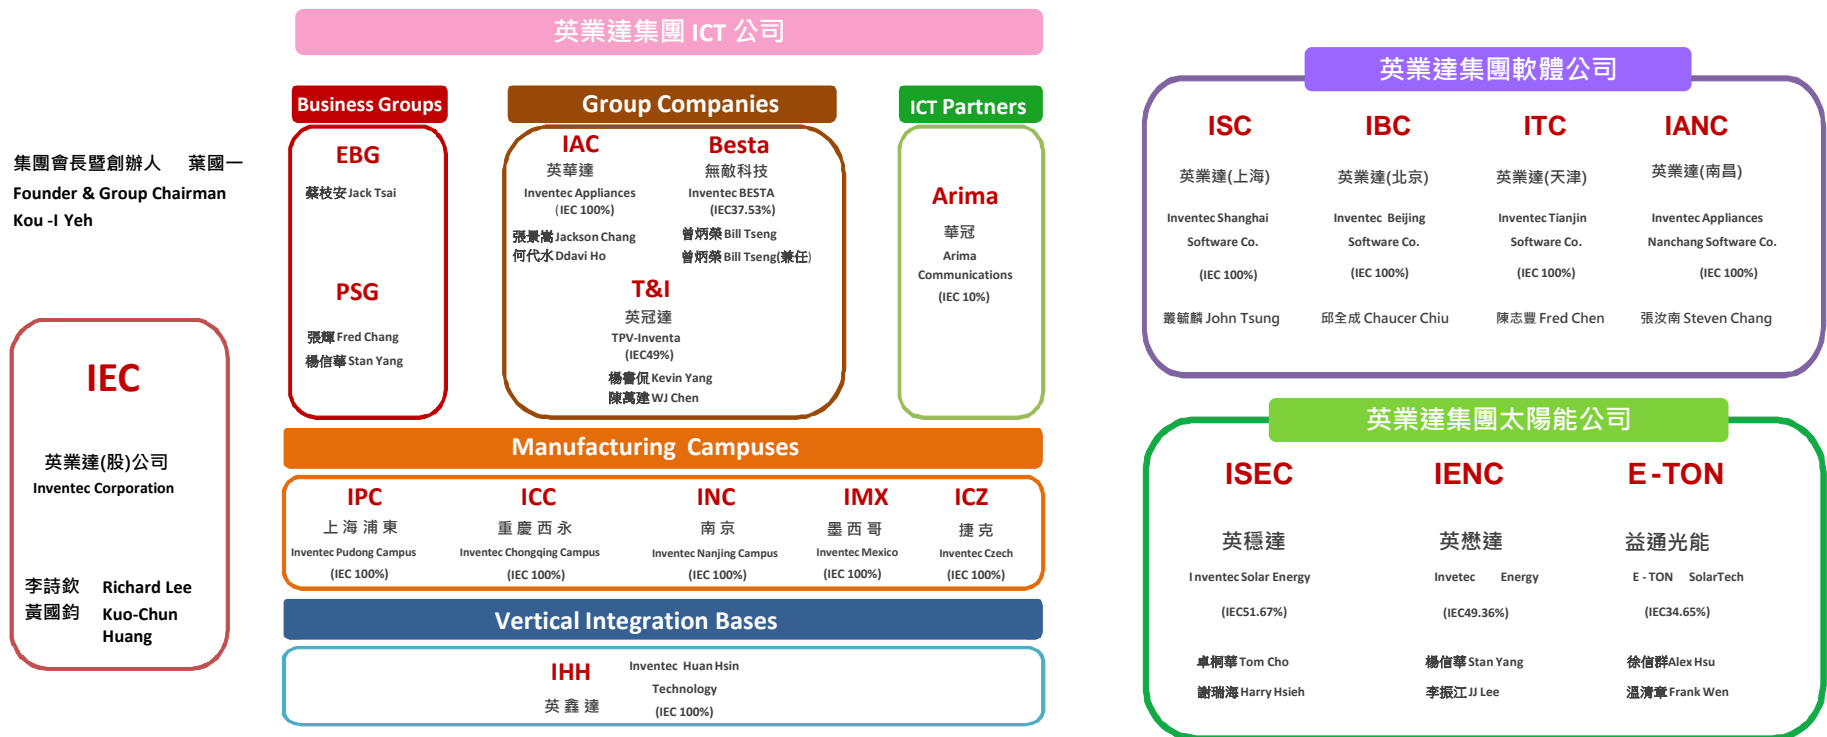 英業達集團 ICT 公司
集團會長暨創辦人 葉國一
Founder & Group Chairman
Kou -I Yeh
IEC
英業達(股)公司
Inventec Corporation
李詩欽 Richard Lee
黃國鈞 Kuo-Chun
Huang
Business Groups
EBG
蔡枝安 Jack Tsai
PSG
張輝 Fred Chang
楊信華 Stan Yang
Group Companies
IAC
英華達
Inventec Appliances
(IEC 100%)
張景嵩 Jackson Chang
何代水 Ddavi Ho
Besta
無敵科技
Inventec BESTA
(IEC37.53%)
曾炳榮 Bill Tseng
曾炳榮 Bill Tseng(兼任)
T&I
英冠達
TPV-Inventa
(IEC49%)
楊書侃 Kevin Yang
陳萬建 WJ Chen
ICT Partners
Arima
華冠
Arima
Communications
(IEC 10%)
Manufacturing Campuses
IPC
上海浦東
Inventec Pudong Campus
(IEC 100%)
ICC
重慶西永
Inventec Chongqing Campus
(IEC 100%)
INC
南京
Inventec Nanjing Campus
(IEC 100%)
IMX
墨西哥
Inventec Mexico
(IEC 100%)
ICZ
捷克
Inventec Czech
(IEC 100%)
Vertical Integration Bases
IHH
英鑫達
Inventec Huan Hsin
Technology
(IEC 100%)
英業達集團軟體公司
ISC
英業達(上海)
Inventec Shanghai
Software Co.
(IEC 100%)
叢毓麟 John Tsung
IBC
英業達(北京)
Inventec Beijing
Software Co.
(IEC 100%)
邱全成 Chaucer Chiu
ITC
英業達(天津)
Inventec Tianjin
Software Co.
(IEC 100%)
陳志豐 Fred Chen
IANC
英業達(南昌)
Inventec Appliances
Nanchang Software Co.
(IEC 100%)
張汝南 Steven Chang
英業達集團太陽能公司
ISEC
英穩達
Inventec Solar Energy
(IEC51.67%)
卓桐華 Tom Cho
謝瑞海 Harry Hsieh
IENC
英懋達
Invetec Energy
(IEC49.36%)
楊信華 Stan Yang
李振江 JJ Lee
E -TON
益通光能
E - TON SolarTech
(IEC34.65%)
徐信群 Alex Hsu
溫清章 Frank Wen